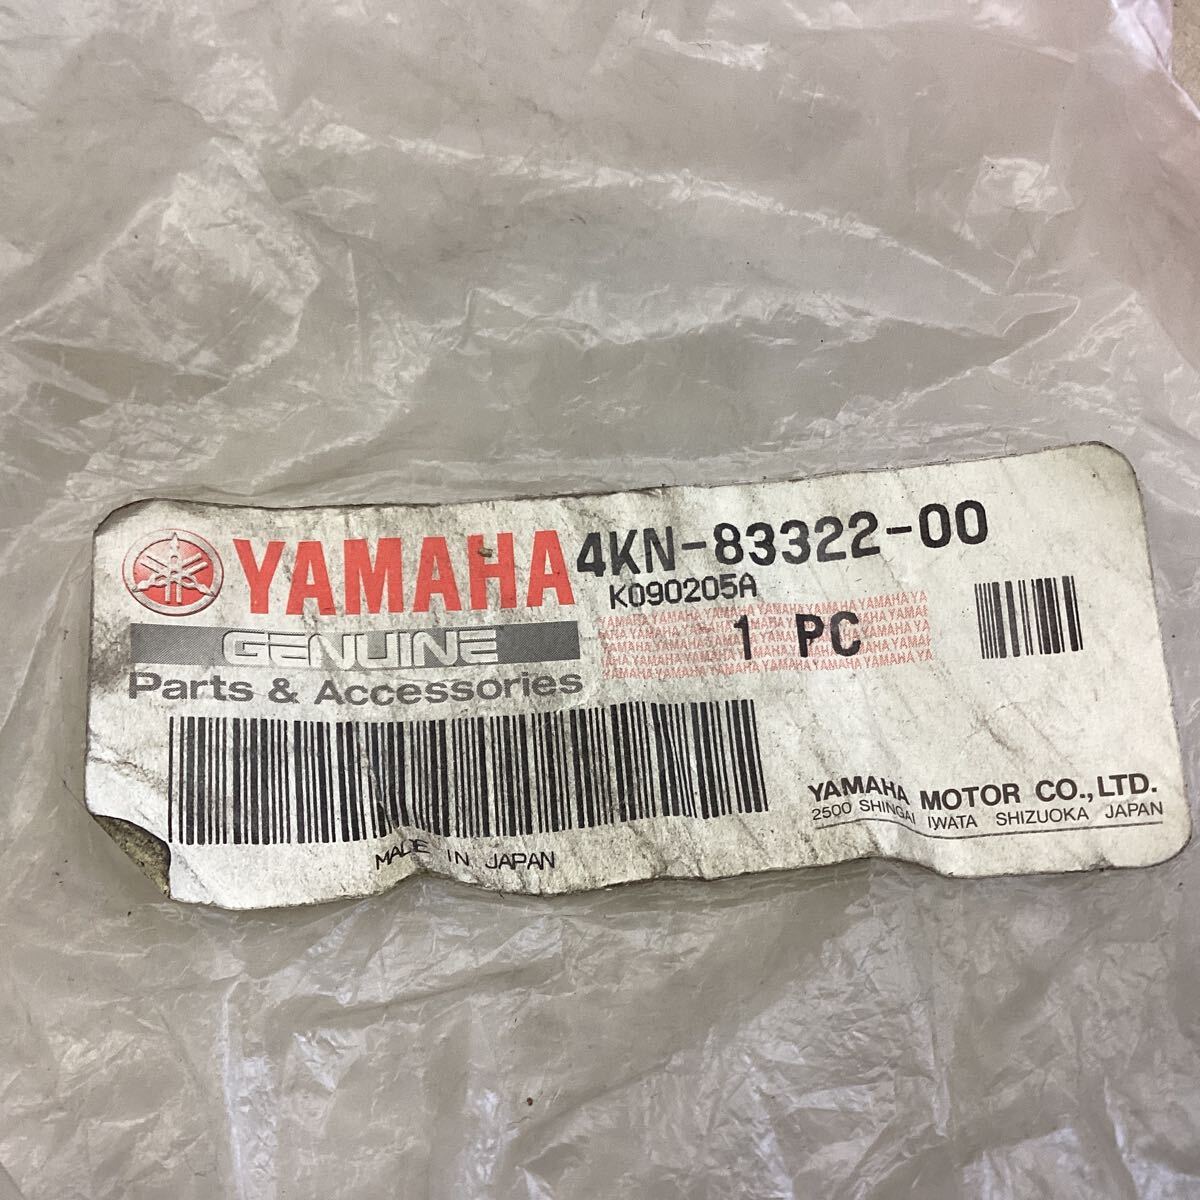 YAMAHA
4KN-83322-00
K090205A
GENUINE
1 PC
Parts & Accessories
YAMAHA MOTOR CO., LTD.
2500 SHINGAI IWATA SHIZUOKA JAPAN
MADE IN JAPAN